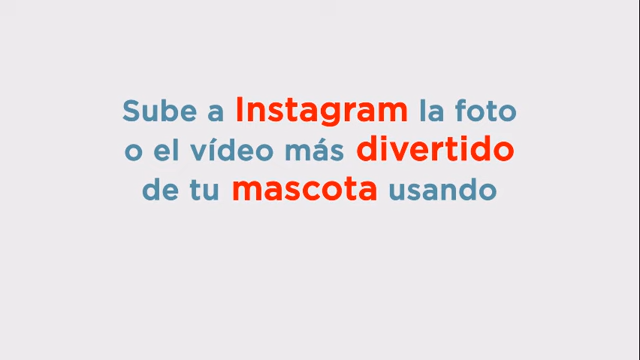 Sube a Instagram la foto
o el vídeo más divertido
de tu mascota usando